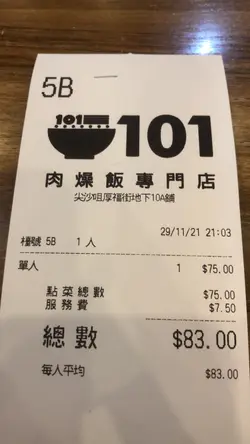 5B
101
101
肉燥飯專門店
尖沙咀厚福街地下10A舖
29/11/21 21:03
檯號 5B 1 人
單人 1 $75.00
點菜總數 $75.00
服務費 $7.50
總數 $83.00
每人平均 $83.00